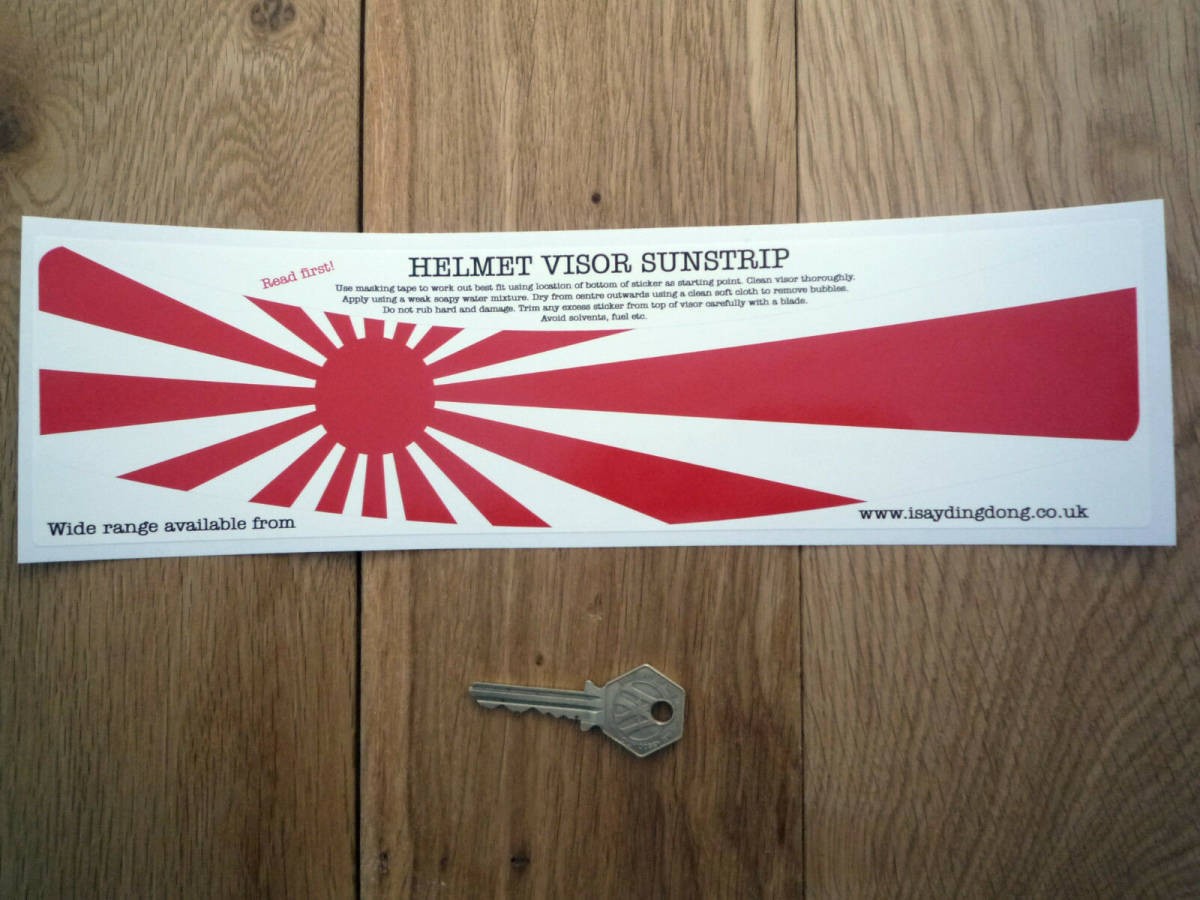 Read first!
HELMET VISOR SUNSTRIP
Use masking tape to work out best fit using location of bottom of sticker as starting point. Clean visor thoroughly.
Apply using a weak soapy water mixture. Dry from centre outwards using a clean soft cloth to remove bubbles.
Do not rub hard and damage. Trim any excess sticker from top of visor carefully with a blade.
Avoid solvents, fuel etc.
Wide range available from
www.isaydingdong.co.uk